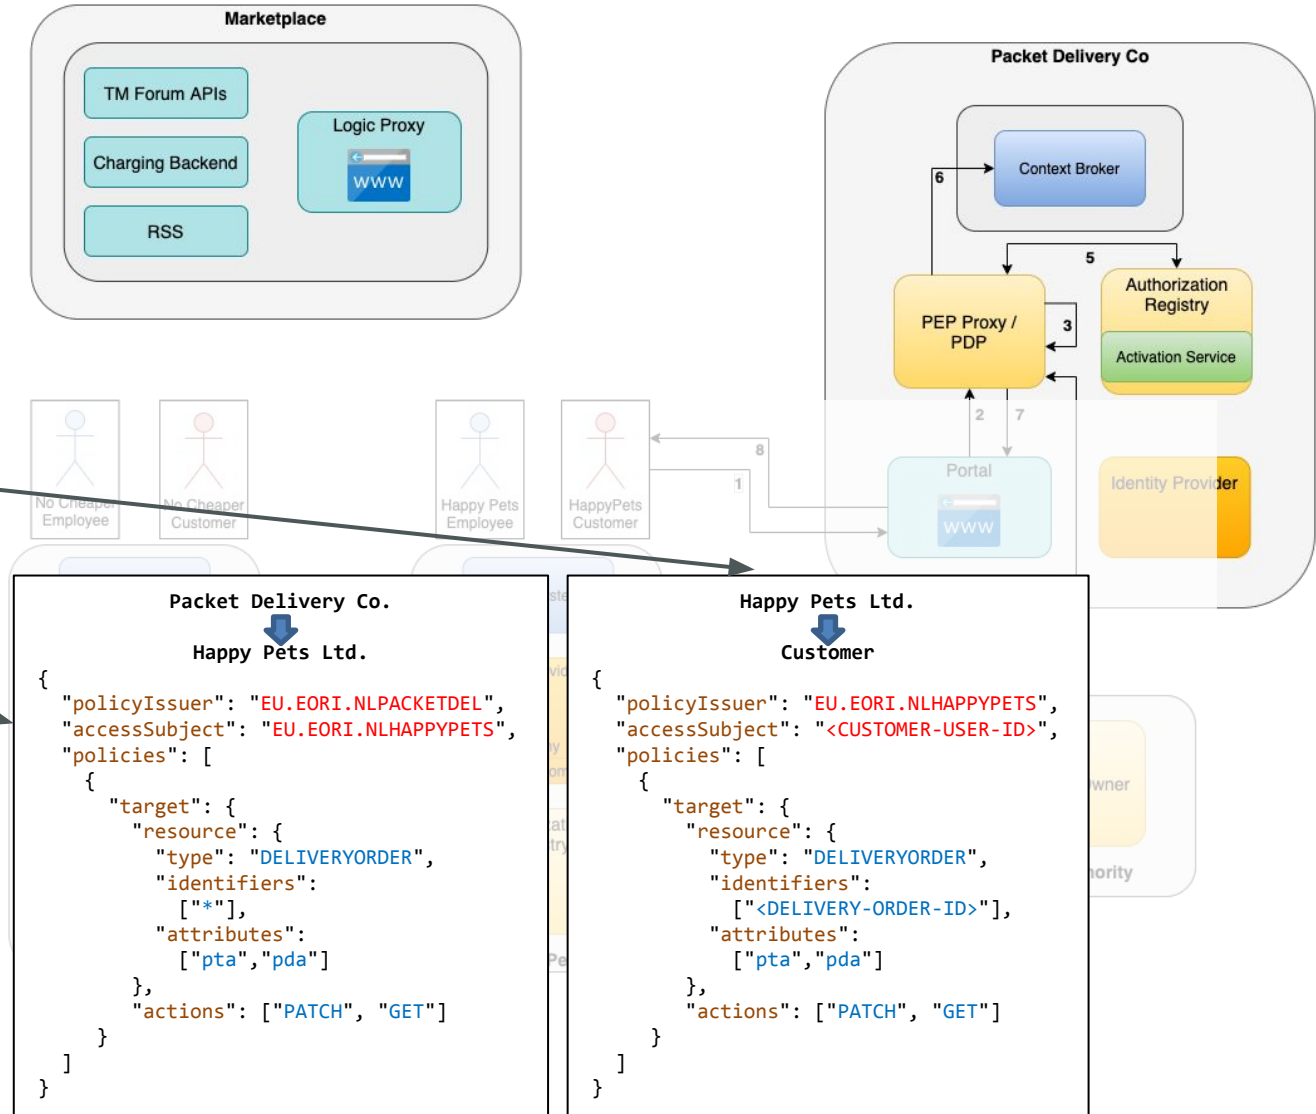 Marketplace
TM Forum APIs
Charging Backend
RSS
Logic Proxy
WWW
Packet Delivery Co
Context Broker
6
5
PEP Proxy /
PDP
3
Authorization
Registry
Activation Service
2
7
8
1
Portal
WWW
Identity Provider
No Cheaper
Employee
No Cheaper
Customer
Happy Pets
Employee
HappyPets
Customer
Packet Delivery Co.
Happy Pets Ltd.
{
"policyIssuer": "EU.EORI.NLPACKETDEL",
"accessSubject": "EU.EORI.NLHAPPYPETS",
"policies": [
{
"target": {
"resource": {
"type": "DELIVERYORDER",
"identifiers":
["*"],
"attributes":
["pta","pda"]
},
"actions": ["PATCH", "GET"]
}
]
}
Happy Pets Ltd.
Customer
{
"policyIssuer": "EU.EORI.NLHAPPYPETS",
"accessSubject": "<CUSTOMER-USER-ID>",
"policies": [
{
"target": {
"resource": {
"type": "DELIVERYORDER",
"identifiers":
["<DELIVERY-ORDER-ID>"],
"attributes":
["pta","pda"]
},
"actions": ["PATCH", "GET"]
}
]
}